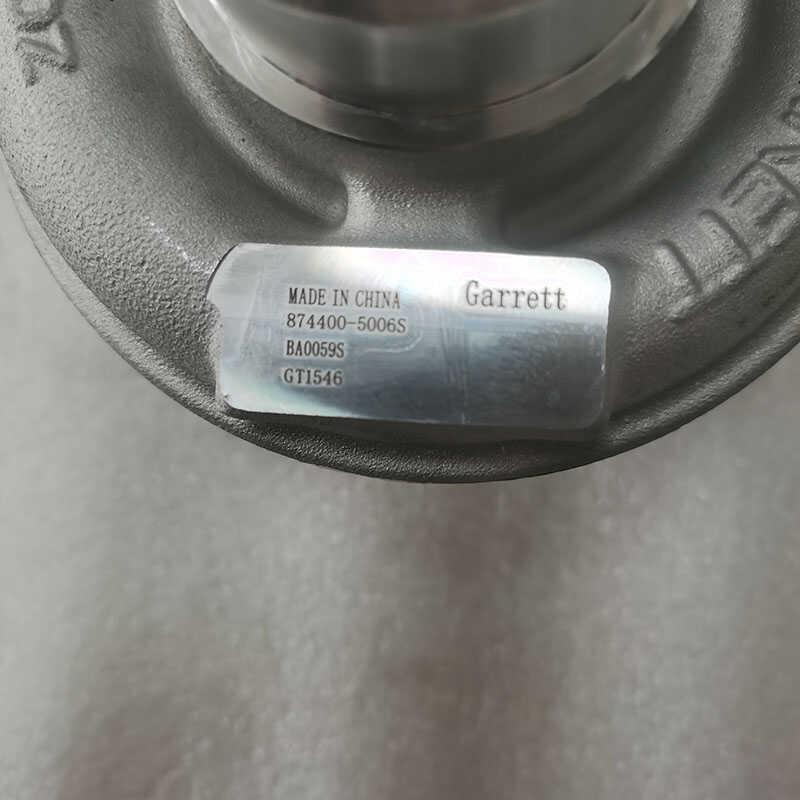 MADE IN CHINA
Garrett
874400-5006S
BA0059S
GT1546